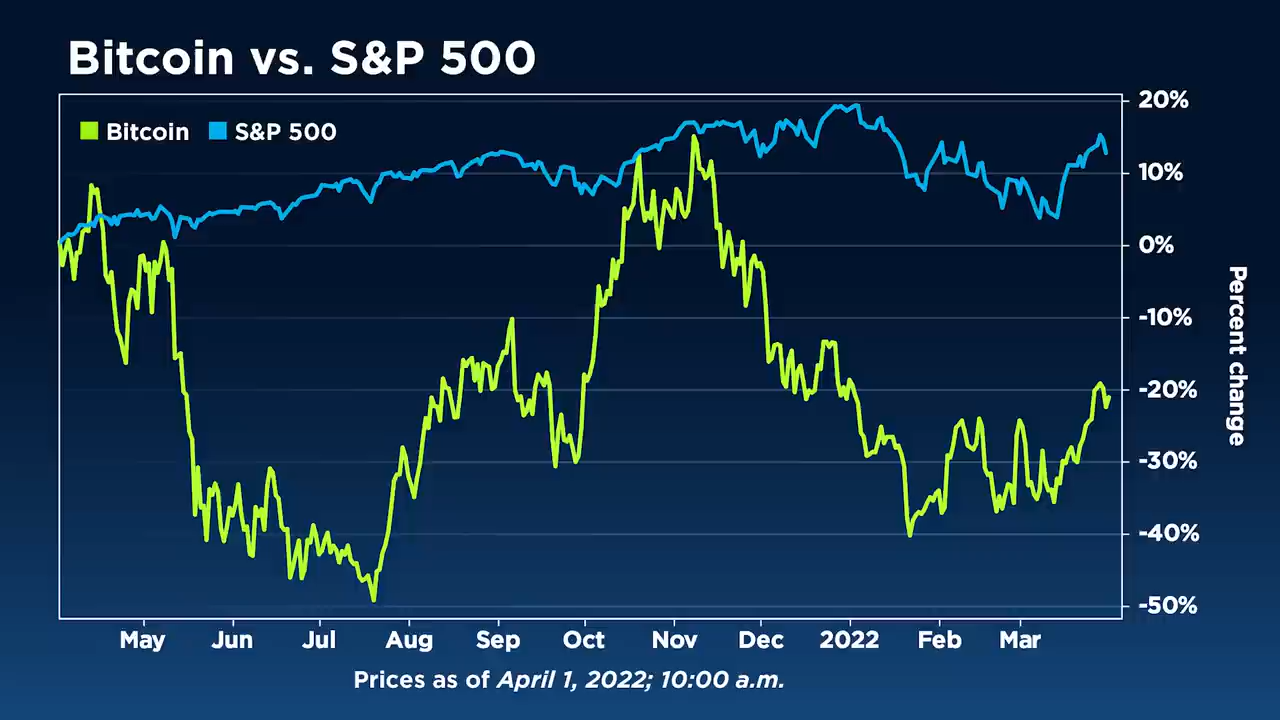 Bitcoin vs. S&P 500
Bitcoin S&P 500
20%
10%
0%
-10%
-20%
-30%
-40%
-50%
Percent change
May Jun Jul Aug Sep Oct Nov Dec 2022 Feb Mar
Prices as of April 1, 2022; 10:00 a.m.